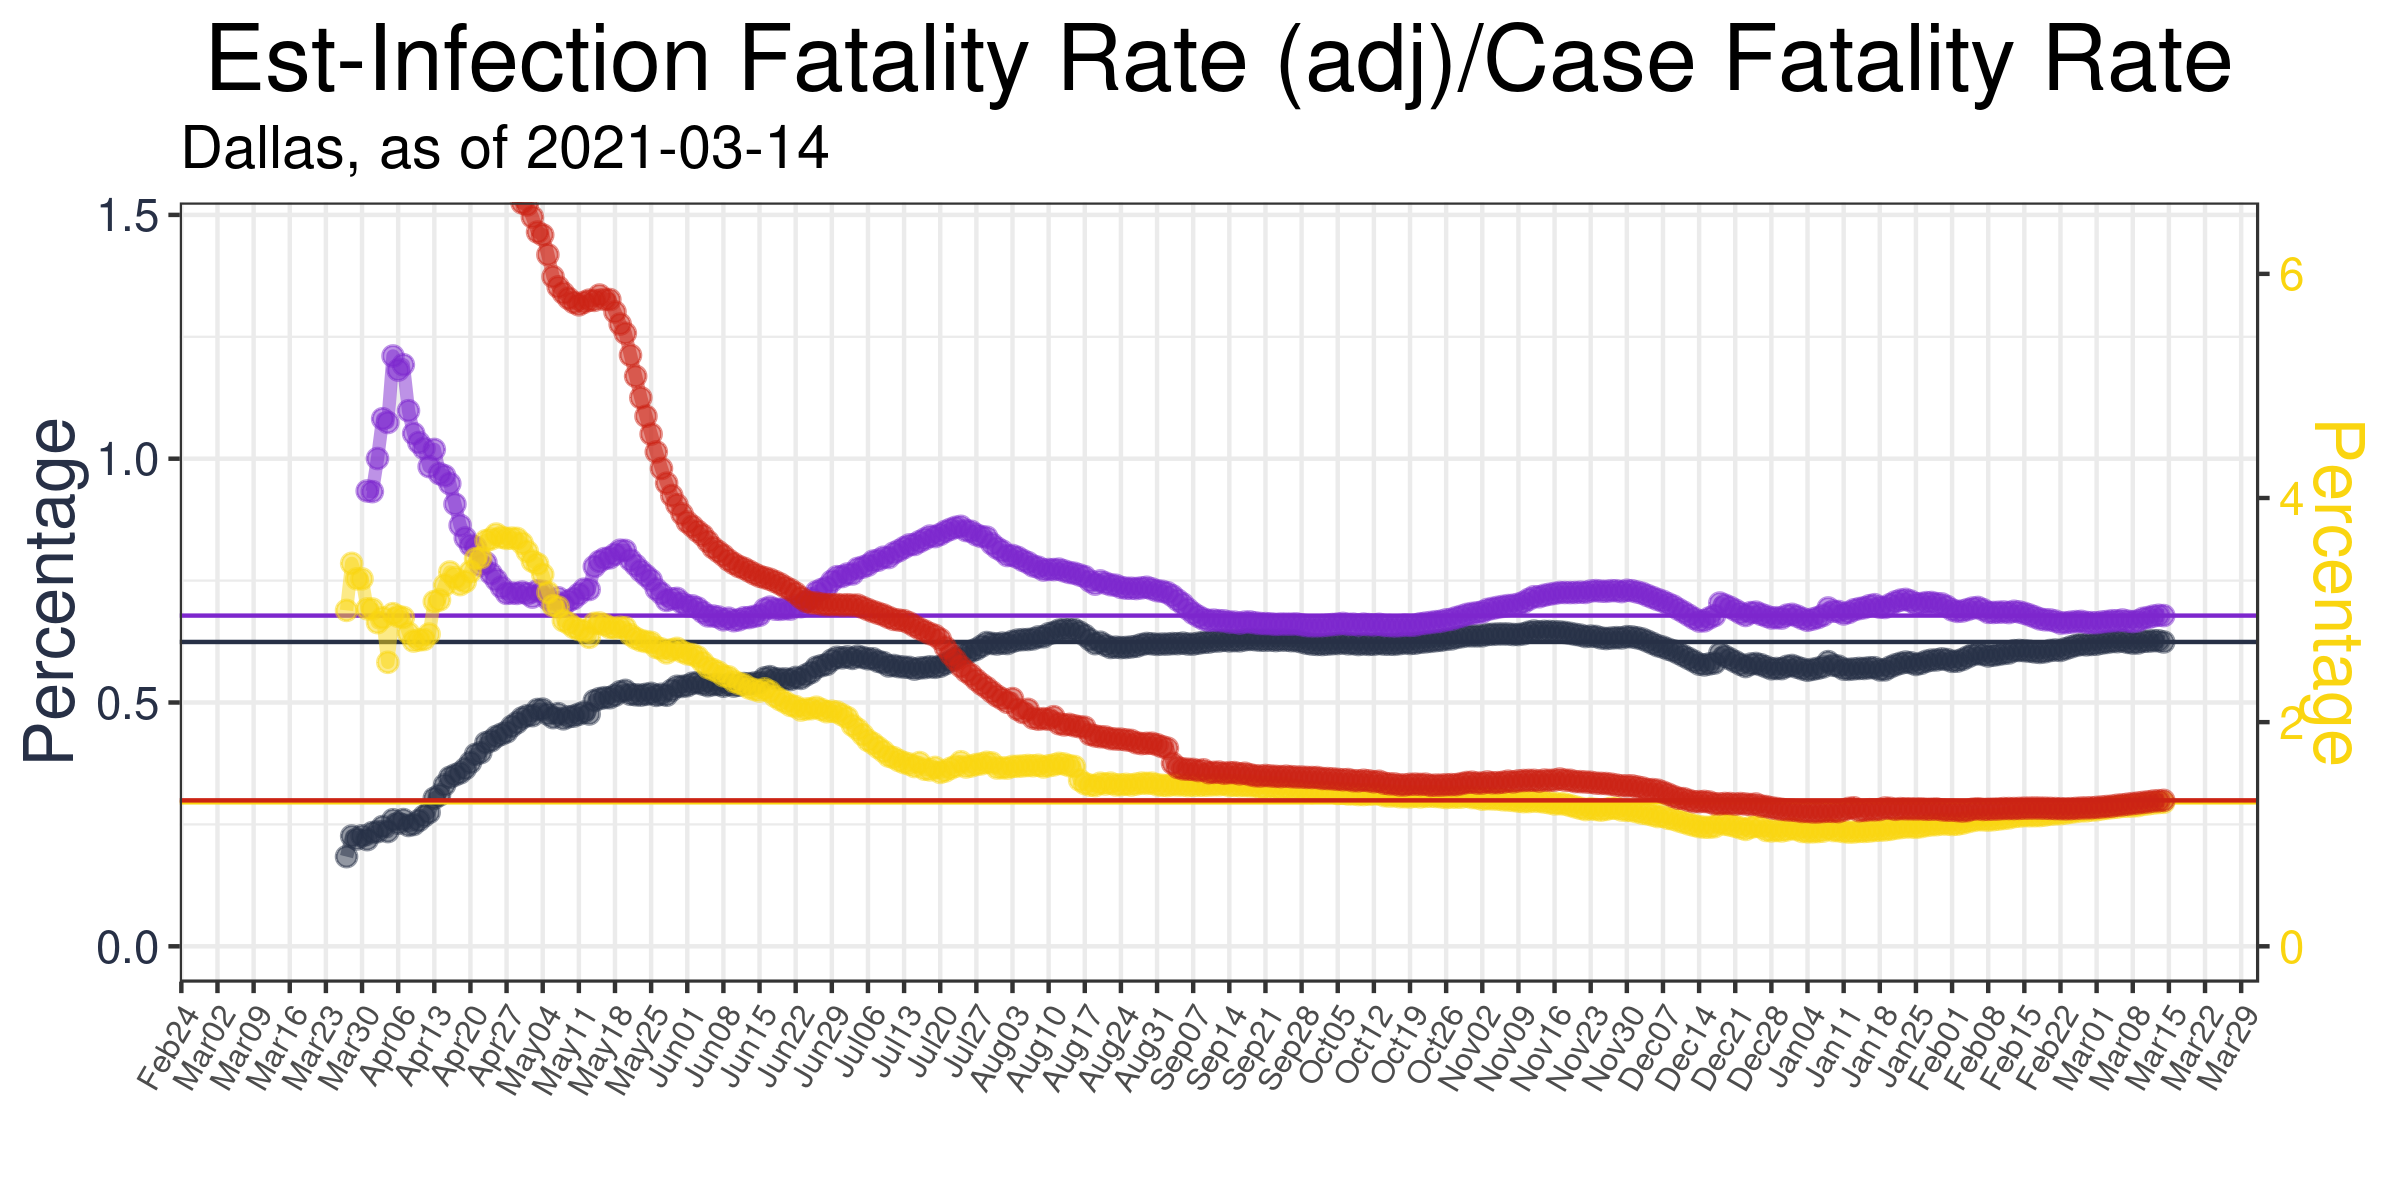 Est-Infection Fatality Rate (adj)/Case Fatality Rate
Dallas, as of 2021-03-14
Percentage
1.5
1.0
0.5
0.0
6
4
2
0
Percentage
Feb24
Mar02
Mar09
Mar16
Mar23
Mar30
Apr06
Apr13
Apr20
Apr27
May04
May11
May18
May25
Jun01
Jun08
Jun15
Jun22
Jun29
Jul06
Jul13
Jul20
Jul27
Aug03
Aug10
Aug17
Aug24
Aug31
Sep07
Sep14
Sep21
Sep28
Oct05
Oct12
Oct19
Oct26
Nov02
Nov09
Nov16
Nov23
Nov30
Dec07
Dec14
Dec21
Dec28
Jan04
Jan11
Jan18
Jan25
Feb01
Feb08
Feb15
Feb22
Mar01
Mar08
Mar15
Mar22
Mar29